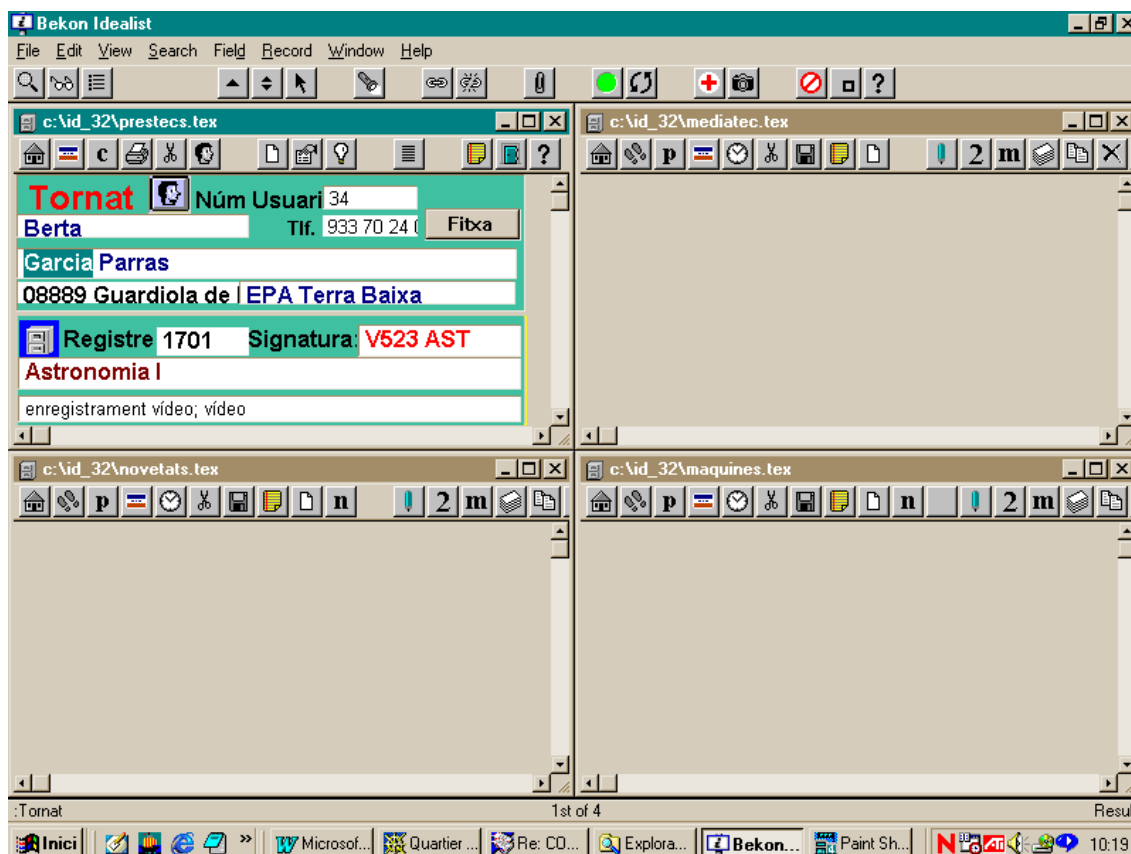 Bekon Idealist
File Edit View Search Field Record Window Help
?
c:\id_32\prestecs.tex
c ?
Tornat Núm Usuari 34
Berta Tlf. 933 70 24 Fitxa
Garcia Parras
08889 Guardiola de EPA Terra Baixa
Registre 1701 Signatura: V523 AST
Astronomia I
enregistrament vídeo; vídeo
c:\id_32\mediatec.tex
p 2 m
c:\id_32\novetats.tex
p n 2 m
c:\id_32\maquines.tex
p n 2 m
:Tornat 1st of 4 Resu
Inici » Microsof... Quartier ... Re: CO... Explora... Bekon... Paint Sh... N 10:19